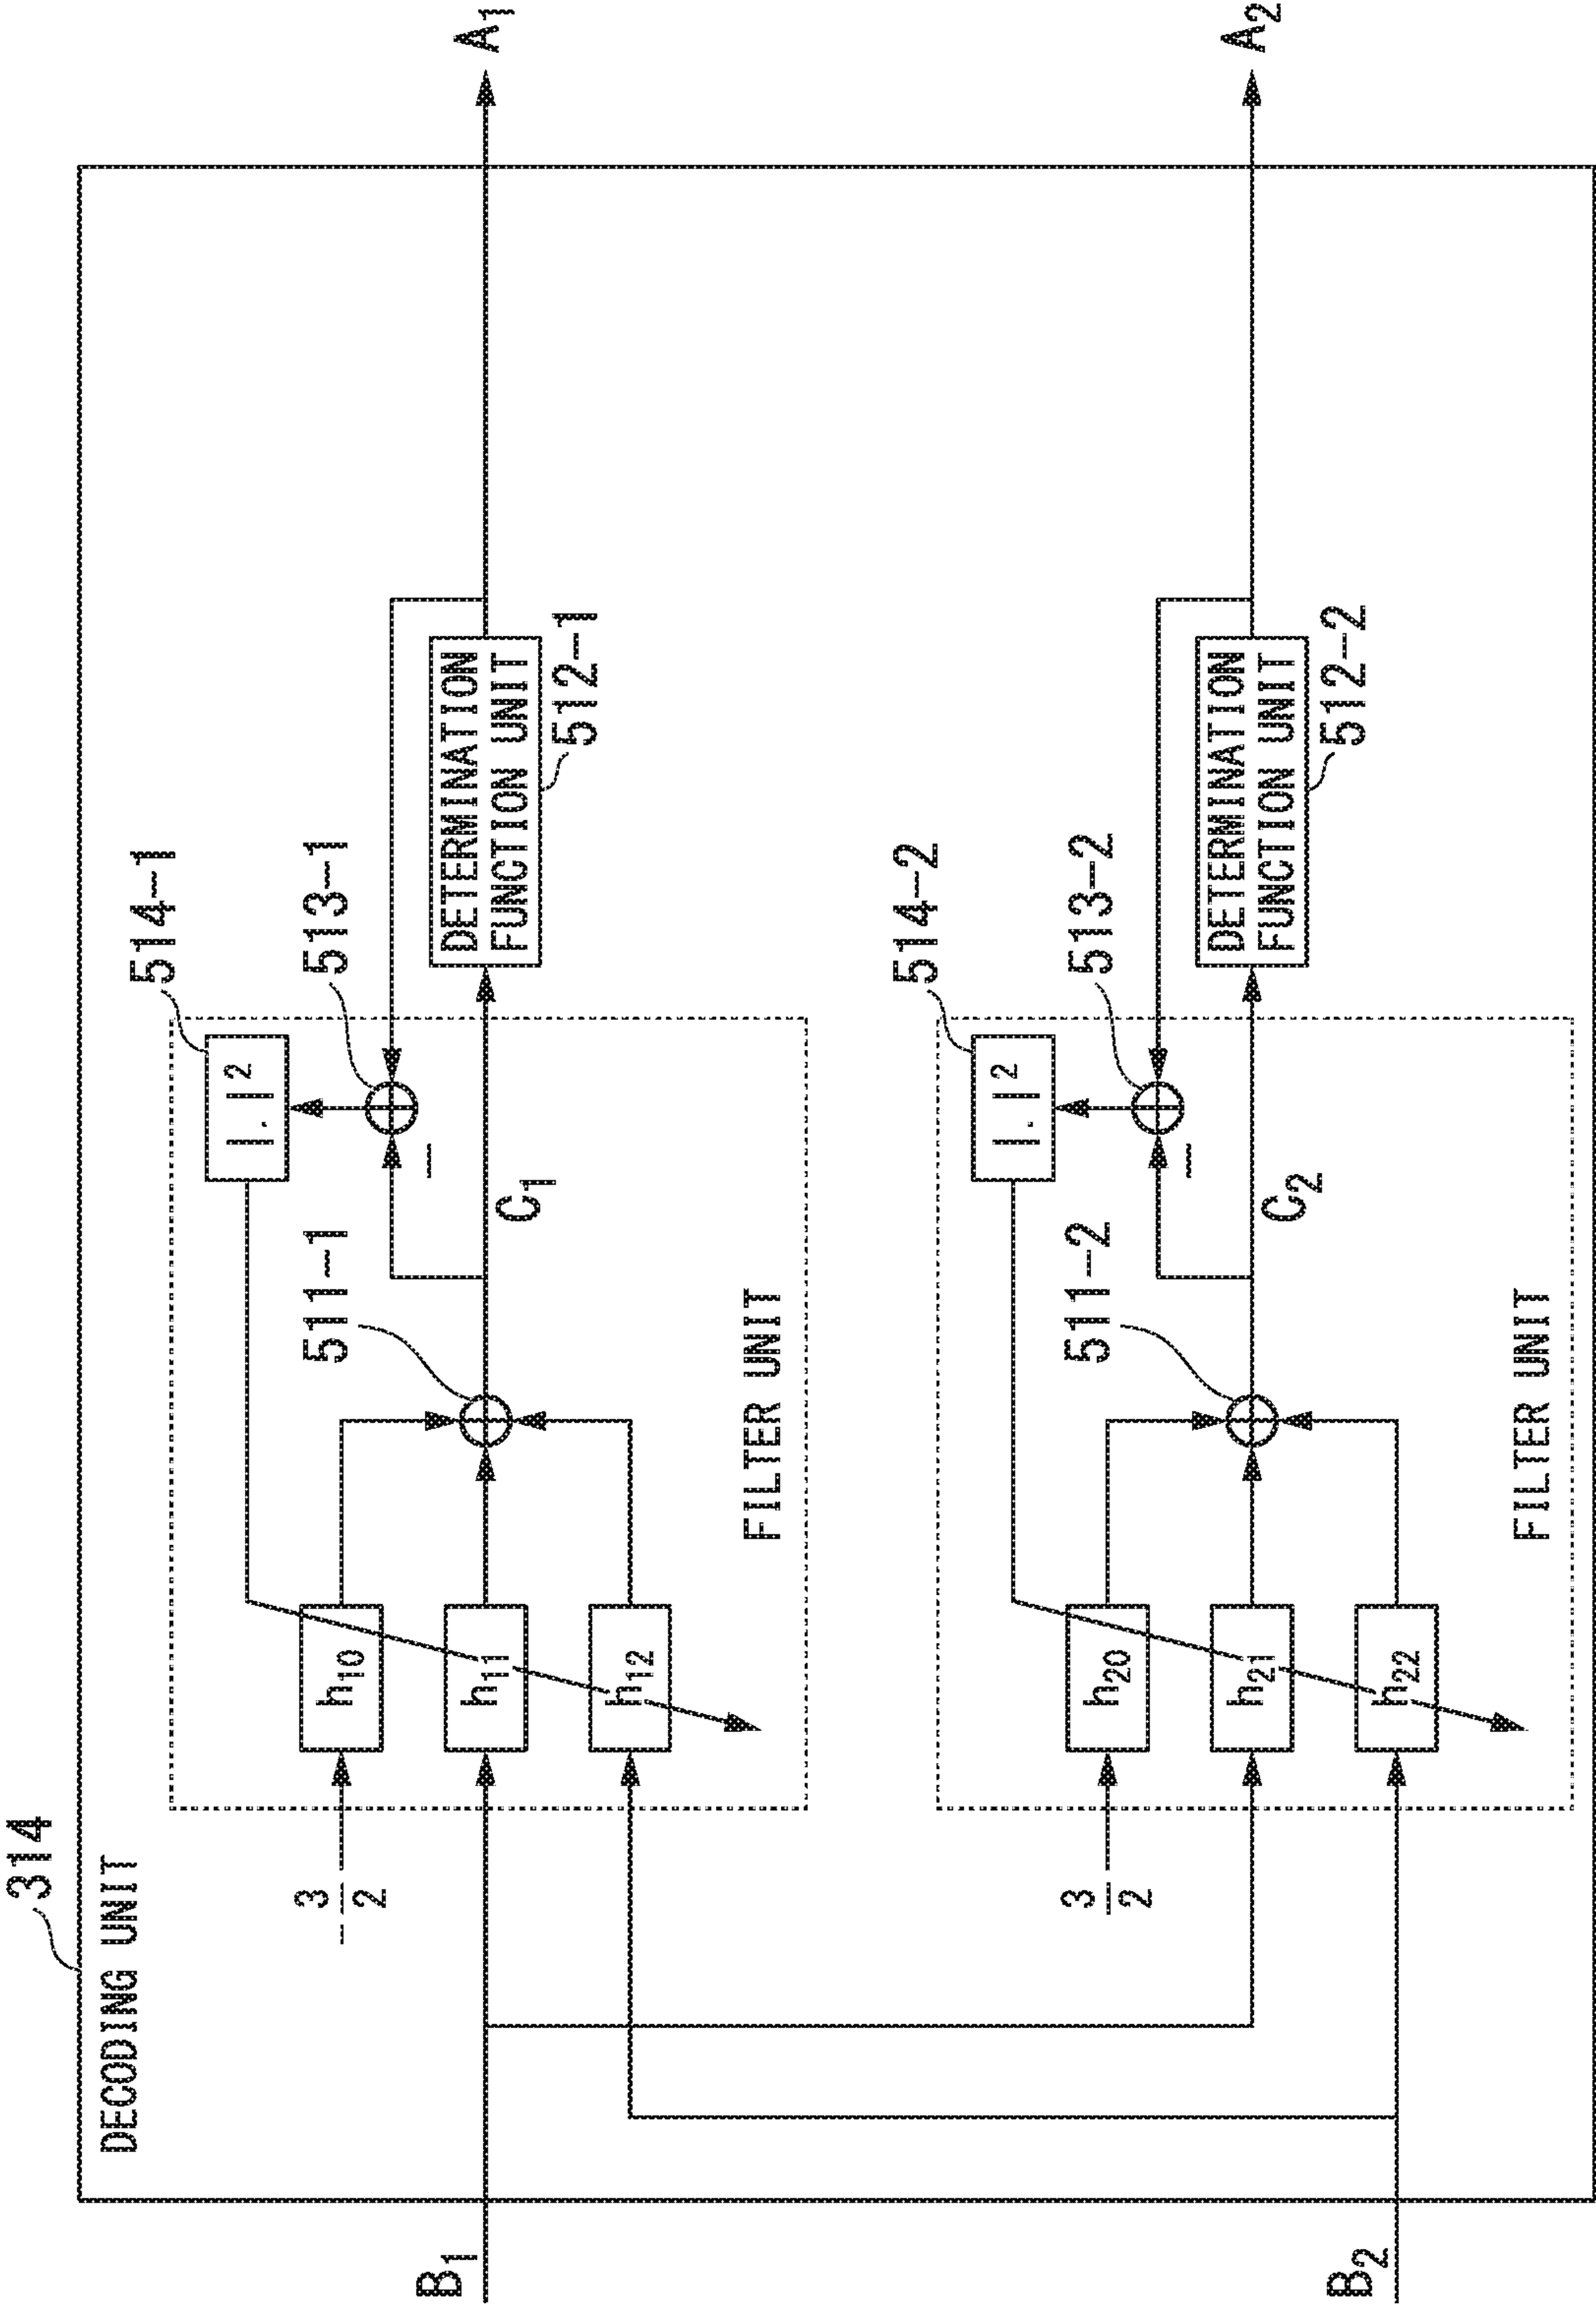 314
DECODING UNIT
514-1
|.|²
511-1
513-1
-3/2
h₁₀
−
B₁
h₁₁
C₁
DETERMINATION
FUNCTION UNIT
512-1
A₁
h₁₂
FILTER UNIT
514-2
|.|²
511-2
513-2
3/2
h₂₀
−
h₂₁
C₂
DETERMINATION
FUNCTION UNIT
512-2
A₂
B₂
h₂₂
FILTER UNIT